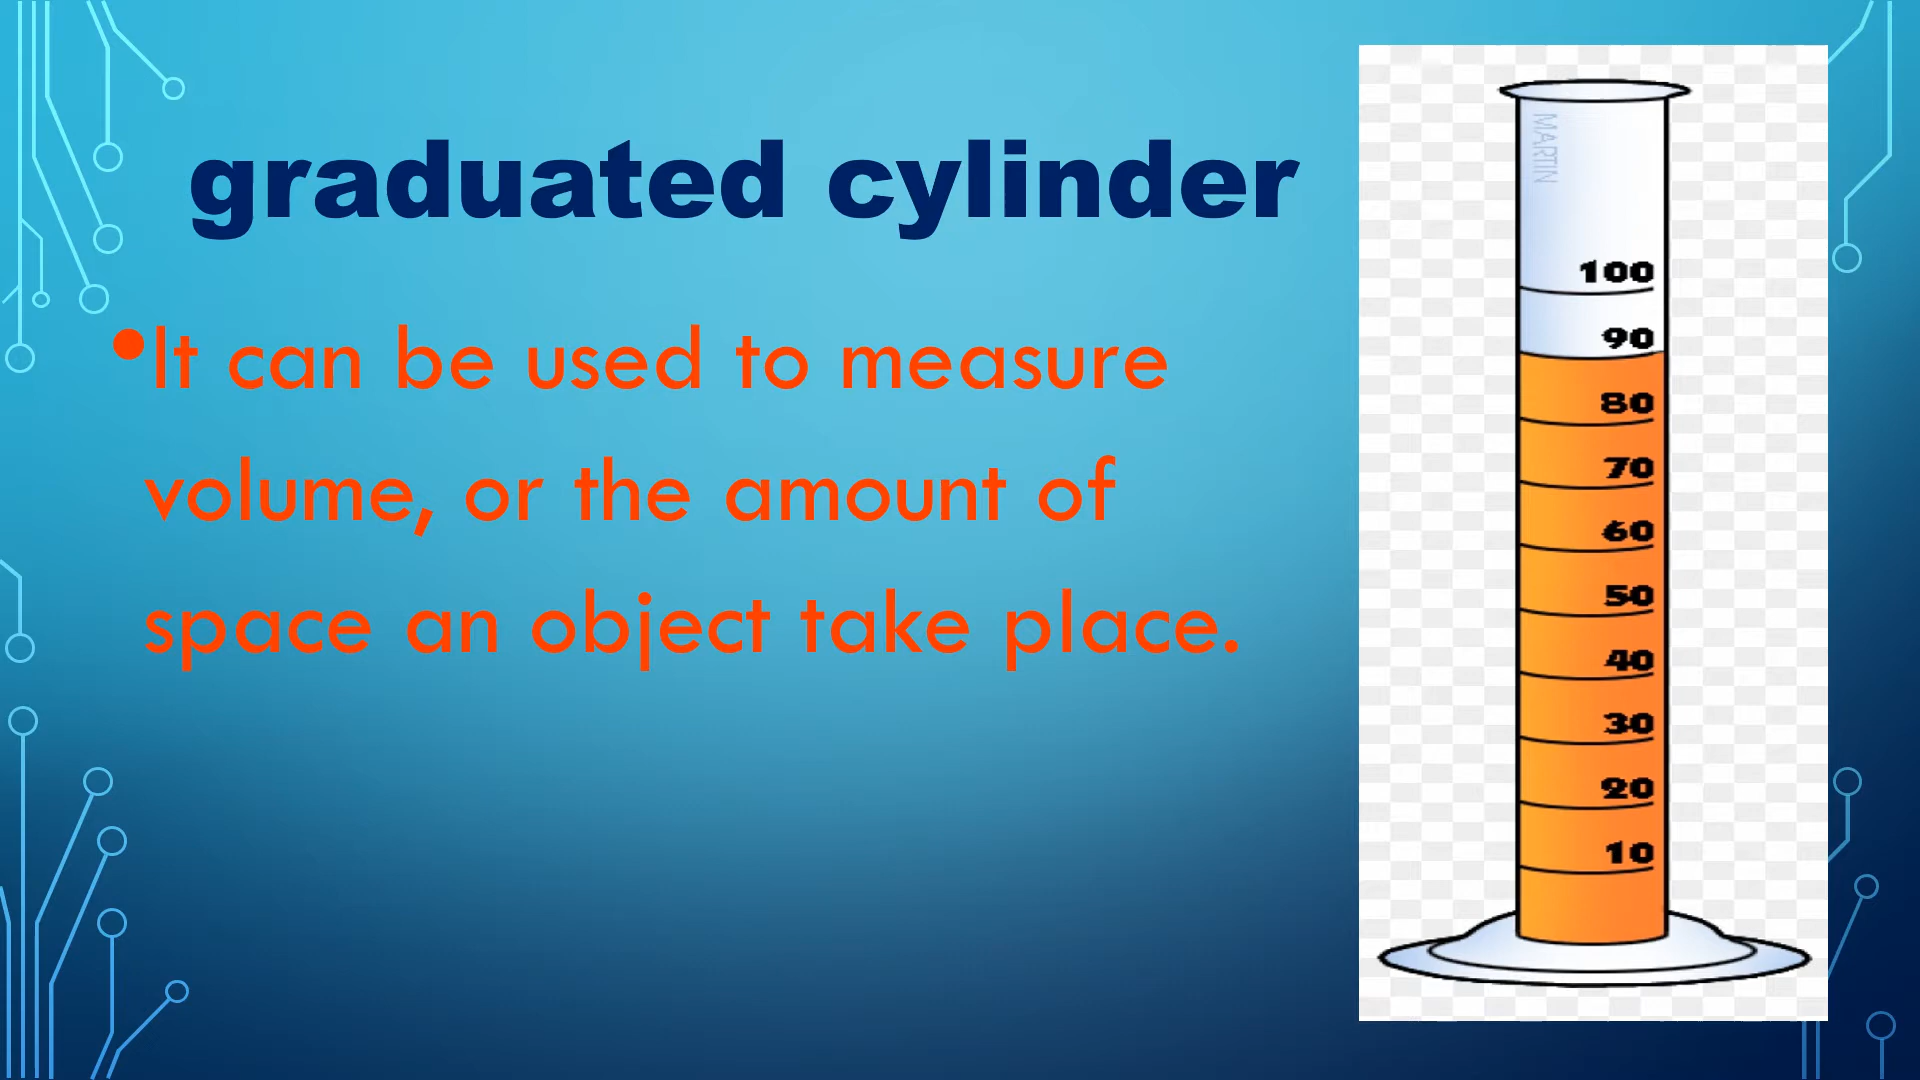 graduated cylinder
•It can be used to measure
volume, or the amount of
space an object take place.
MARTIN
100
90
80
70
60
50
40
30
20
10